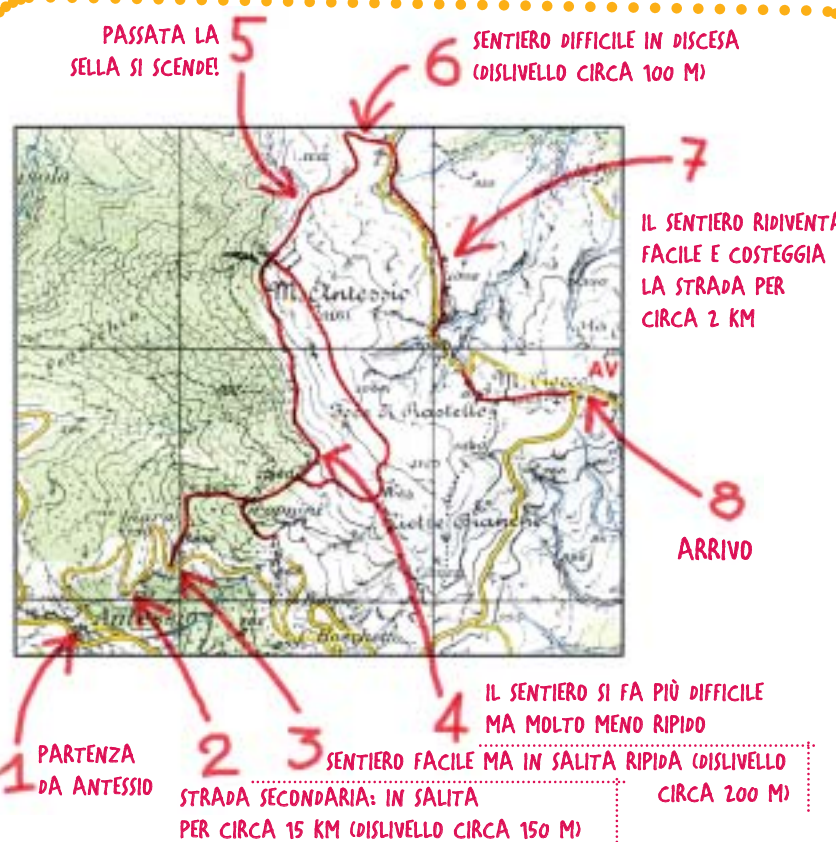 PASSATA LA
SELLA SI SCENDE!
5
6
SENTIERO DIFFICILE IN DISCESA
(DISLIVELLO CIRCA 100 M)
7
IL SENTIERO RIDIVENTA
FACILE E COSTEGGIA
LA STRADA PER
CIRCA 2 KM
M. Antessio
AV
8
ARRIVO
Antessio
4
IL SENTIERO SI FA PIÙ DIFFICILE
MA MOLTO MENO RIPIDO
3
SENTIERO FACILE MA IN SALITA RIPIDA (DISLIVELLO
CIRCA 200 M)
1
PARTENZA
DA ANTESSIO
2
STRADA SECONDARIA: IN SALITA
PER CIRCA 15 KM (DISLIVELLO CIRCA 150 M)